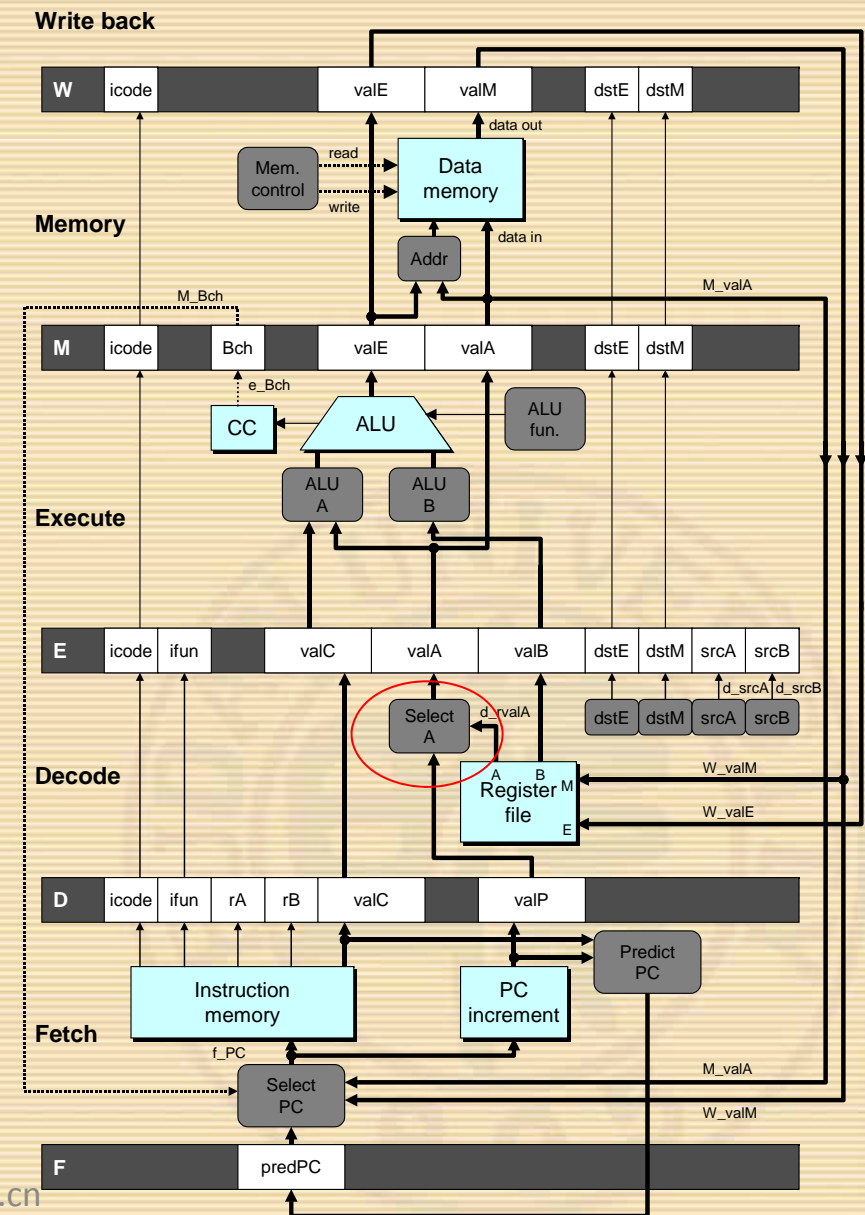 Write back
W icode valE valM dstE dstM
data out
read
Mem.
control
Data
memory
write
Memory
data in
Addr
M_Bch
M_valA
M icode Bch valE valA dstE dstM
e_Bch
CC
ALU
ALU
fun.
ALU
A
ALU
B
Execute
E icode ifun valC valA valB dstE dstM srcA srcB
d_srcA d_srcB
Select
A
d_rvalA
dstE dstM srcA srcB
Decode
A B
M
E
Register
file
W_valM
W_valE
D icode ifun rA rB valC valP
Predict
PC
Instruction
memory
PC
increment
Fetch
f_PC
Select
PC
M_valA
W_valM
F predPC
.cn